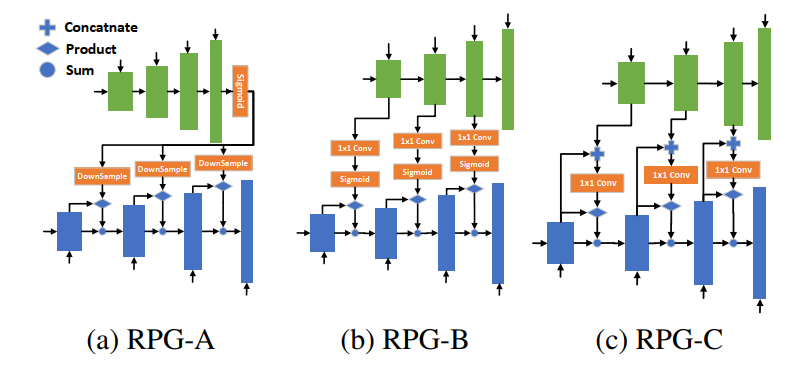 Concatnate
Product
Sum
Sigmoid
DownSample
DownSample
DownSample
(a) RPG-A
1x1 Conv
1x1 Conv
1x1 Conv
Sigmoid
Sigmoid
Sigmoid
(b) RPG-B
1x1 Conv
1x1 Conv
1x1 Conv
(c) RPG-C